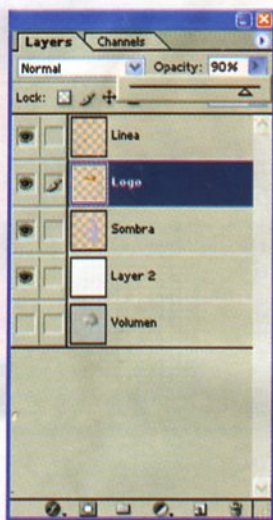 Layers Channels
Normal Opacity: 90%
Lock:
Linea
Logo
Sombra
Layer 2
Volumen